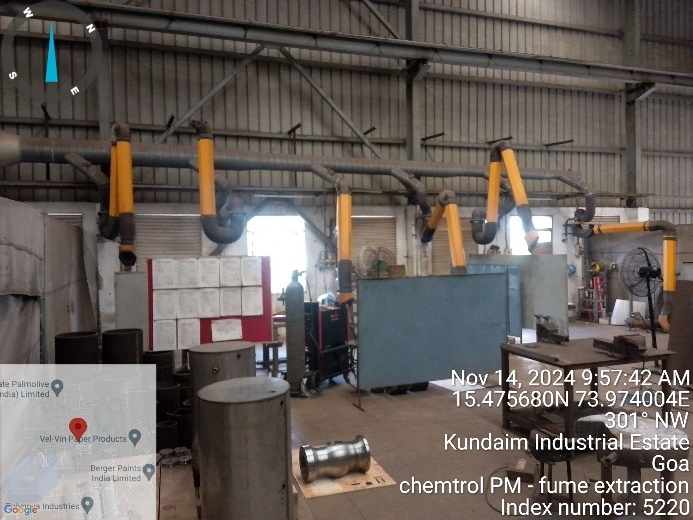 W
N
S
E
ate Palmolive
India) Limited
Vel-Vin Paper Products
Berger Paints
India Limited
Industries
Google
Nov 14, 2024 9:57:42 AM
15.475680N 73.974004E
301° NW
Kundaim Industrial Estate
Goa
chemtrol PM - fume extraction
Index number: 5220